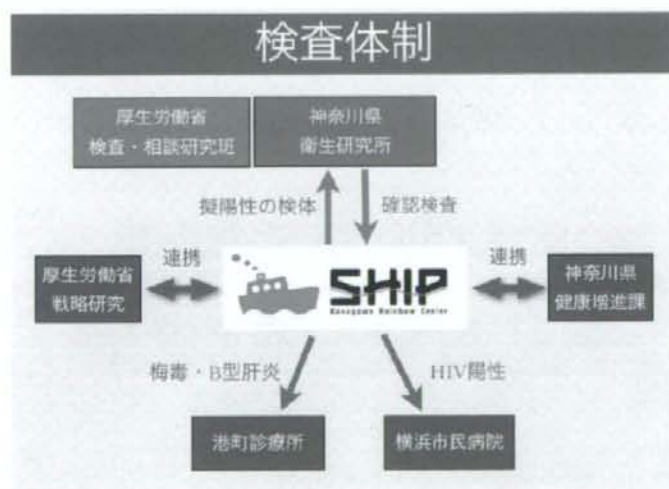 検査体制
厚生労働省
検査・相談研究班
神奈川県
衛生研究所
擬陽性の検体
確認検査
厚生労働省
戦略研究
連携
SHIP
Kanagawa Rainbow Center
連携
神奈川県
健康増進課
梅毒・B型肝炎
HIV陽性
港町診療所
横浜市民病院